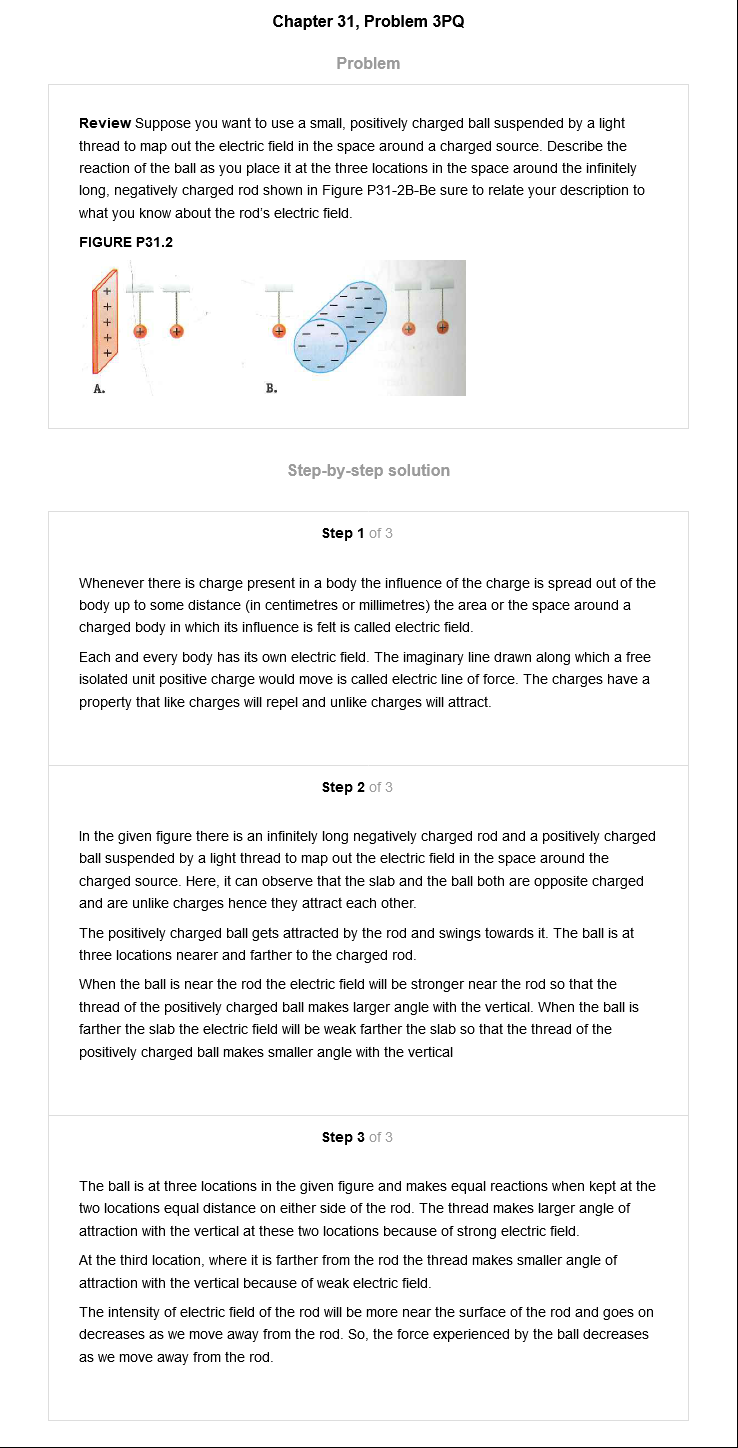 Chapter 31, Problem 3PQ
Problem
Review Suppose you want to use a small, positively charged ball suspended by a light
thread to map out the electric field in the space around a charged source. Describe the
reaction of the ball as you place it at the three locations in the space around the infinitely
long, negatively charged rod shown in Figure P31-2B-Be sure to relate your description to
what you know about the rod's electric field.
FIGURE P31.2
A.
B.
Step-by-step solution
Step 1 of 3
Whenever there is charge present in a body the influence of the charge is spread out of the
body up to some distance (in centimetres or millimetres) the area or the space around a
charged body in which its influence is felt is called electric field.
Each and every body has its own electric field. The imaginary line drawn along which a free
isolated unit positive charge would move is called electric line of force. The charges have a
property that like charges will repel and unlike charges will attract.
Step 2 of 3
In the given figure there is an infinitely long negatively charged rod and a positively charged
ball suspended by a light thread to map out the electric field in the space around the
charged source. Here, it can observe that the slab and the ball both are opposite charged
and are unlike charges hence they attract each other.
The positively charged ball gets attracted by the rod and swings towards it. The ball is at
three locations nearer and farther to the charged rod.
When the ball is near the rod the electric field will be stronger near the rod so that the
thread of the positively charged ball makes larger angle with the vertical. When the ball is
farther the slab the electric field will be weak farther the slab so that the thread of the
positively charged ball makes smaller angle with the vertical
Step 3 of 3
The ball is at three locations in the given figure and makes equal reactions when kept at the
two locations equal distance on either side of the rod. The thread makes larger angle of
attraction with the vertical at these two locations because of strong electric field.
At the third location, where it is farther from the rod the thread makes smaller angle of
attraction with the vertical because of weak electric field.
The intensity of electric field of the rod will be more near the surface of the rod and goes on
decreases as we move away from the rod. So, the force experienced by the ball decreases
as we move away from the rod.